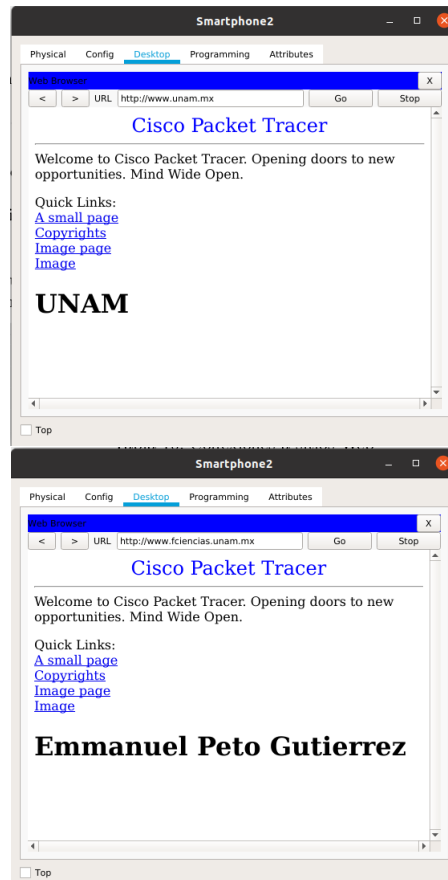 Smartphone2
Physical Config Desktop Programming Attributes
Web Browser X
< > URL http://www.unam.mx Go Stop
Cisco Packet Tracer
Welcome to Cisco Packet Tracer. Opening doors to new
opportunities. Mind Wide Open.
Quick Links:
A small page
Copyrights
Image page
Image
UNAM
Top
Smartphone2
Physical Config Desktop Programming Attributes
Web Browser X
< > URL http://www.fciencias.unam.mx Go Stop
Cisco Packet Tracer
Welcome to Cisco Packet Tracer. Opening doors to new
opportunities. Mind Wide Open.
Quick Links:
A small page
Copyrights
Image page
Image
Emmanuel Peto Gutierrez
Top